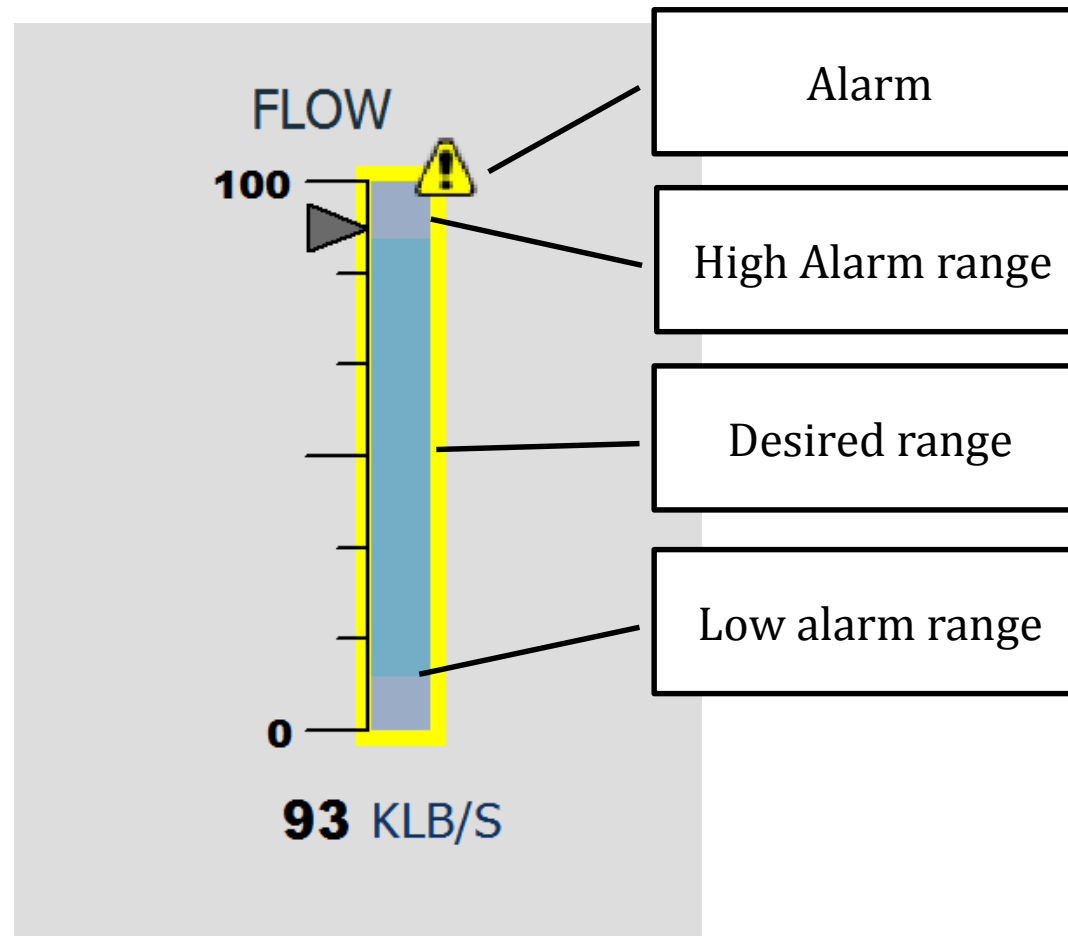 FLOW
100
0
93 KLB/S
Alarm
High Alarm range
Desired range
Low alarm range